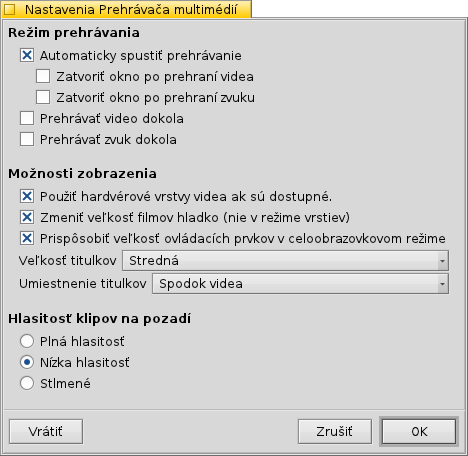 Nastavenia Prehrávača multimédií
Režim prehrávania
Automaticky spustiť prehrávanie
Zatvoriť okno po prehraní videa
Zatvoriť okno po prehraní zvuku
Prehrávať video dokola
Prehrávať zvuk dokola
Možnosti zobrazenia
Použiť hardvérové vrstvy videa ak sú dostupné.
Zmeniť veľkosť filmov hladko (nie v režime vrstiev)
Prispôsobiť veľkosť ovládacích prvkov v celoobrazovkovom režime
Veľkosť titulkov Stredná
Umiestnenie titulkov Spodok videa
Hlasitosť klipov na pozadí
Plná hlasitosť
Nízka hlasitosť
Stlmené
Vrátiť Zrušiť OK